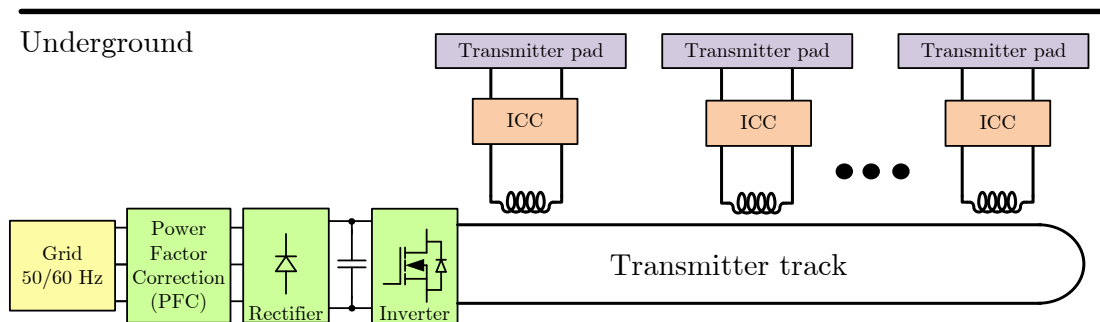 Underground
Transmitter pad
Transmitter pad
Transmitter pad
ICC
ICC
ICC
Grid
50/60 Hz
Power
Factor
Correction
(PFC)
Rectifier
Inverter
Transmitter track